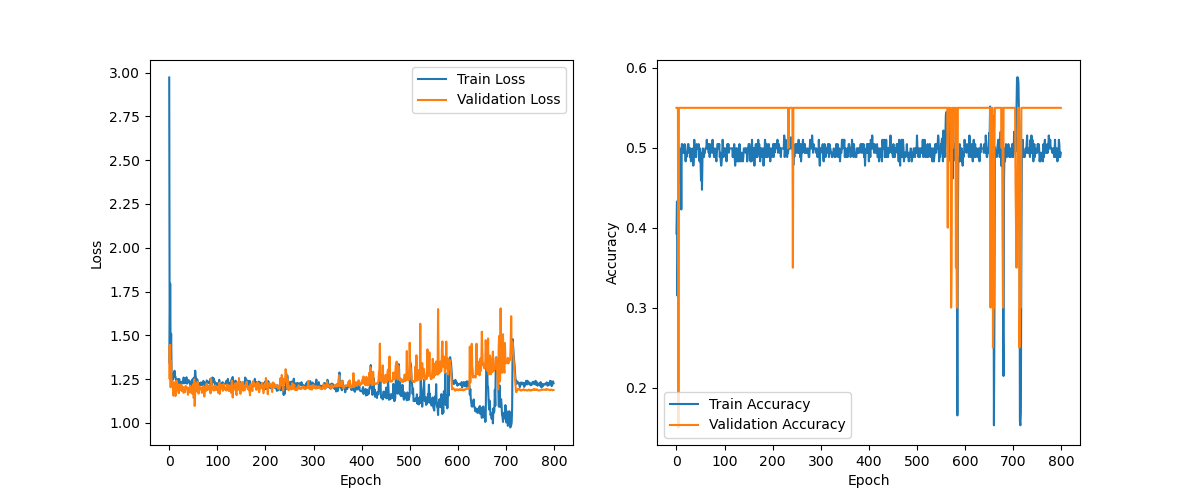 3.00
2.75
2.50
2.25
2.00
1.75
1.50
1.25
1.00
Loss
0 100 200 300 400 500 600 700 800
Epoch
Train Loss
Validation Loss
0.6
0.5
0.4
0.3
0.2
Accuracy
0 100 200 300 400 500 600 700 800
Epoch
Train Accuracy
Validation Accuracy